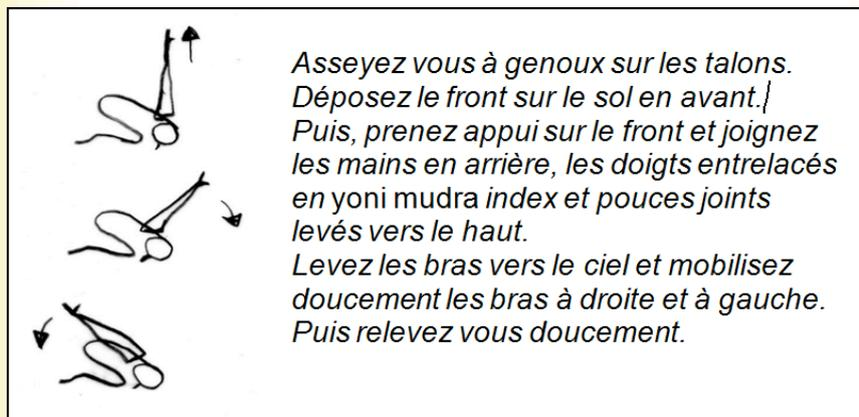 Asseyez vous à genoux sur les talons.
Déposez le front sur le sol en avant.
Puis, prenez appui sur le front et joignez
les mains en arrière, les doigts entrelacés
en yoni mudra index et pouces joints
levés vers le haut.
Levez les bras vers le ciel et mobilisez
doucement les bras à droite et à gauche.
Puis relevez vous doucement.